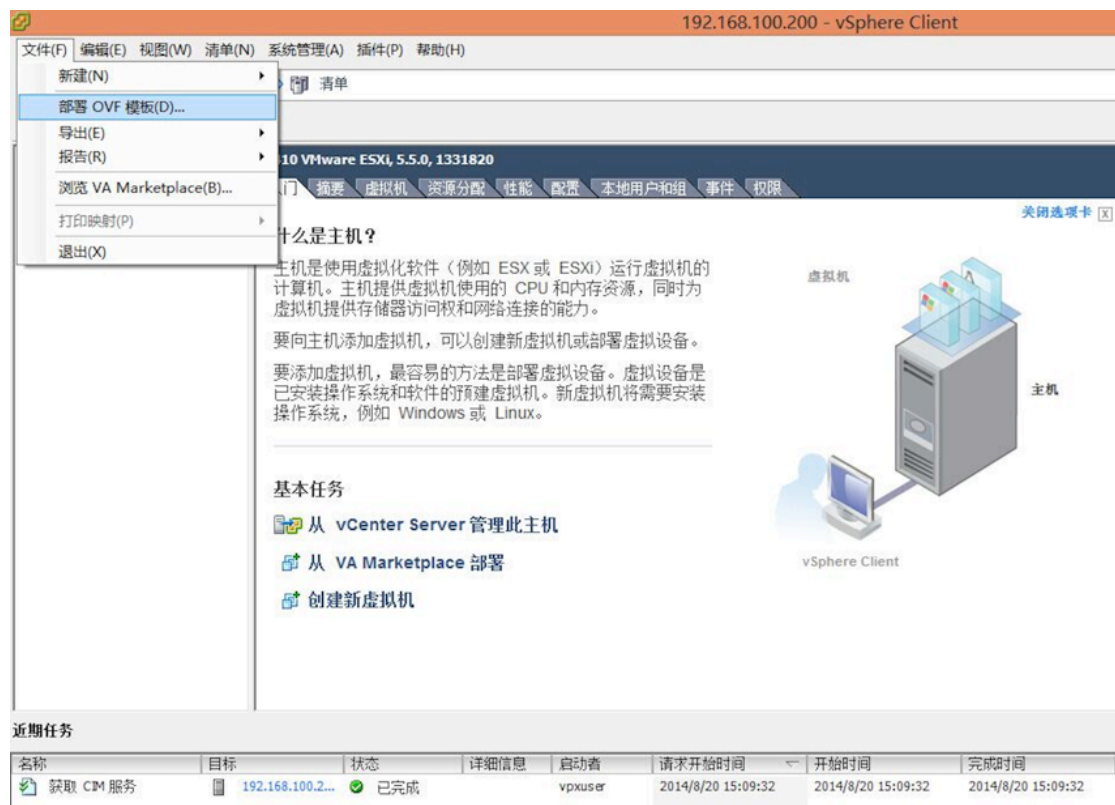 192.168.100.200 - vSphere Client
文件(F) 编辑(E) 视图(W) 清单(N) 系统管理(A) 插件(P) 帮助(H)
新建(N)
清单
部署 OVF 模板(D)...
导出(E)
报告(R)
浏览 VA Marketplace(B)...
打印映射(P)
退出(X)
10 VMware ESXi, 5.5.0, 1331820
门 摘要 虚拟机 资源分配 性能 配置 本地用户和组 事件 权限
关闭选项卡 X
什么是主机?
主机是使用虚拟化软件（例如 ESX 或 ESXi）运行虚拟机的
计算机。主机提供虚拟机使用的 CPU 和内存资源，同时为
虚拟机提供存储器访问权和网络连接的能力。
要向主机添加虚拟机，可以创建新虚拟机或部署虚拟设备。
要添加虚拟机，最容易的方法是部署虚拟设备。虚拟设备是
已安装操作系统和软件的预建虚拟机。新虚拟机将需要安装
操作系统，例如 Windows 或 Linux。
虚拟机
主机
vSphere Client
基本任务
从 vCenter Server 管理此主机
从 VA Marketplace 部署
创建新虚拟机
近期任务
名称 目标 状态 详细信息 启动者 请求开始时间 开始时间 完成时间
获取 CIM 服务 192.168.100.2... 已完成 vpxuser 2014/8/20 15:09:32 2014/8/20 15:09:32 2014/8/20 15:09:32